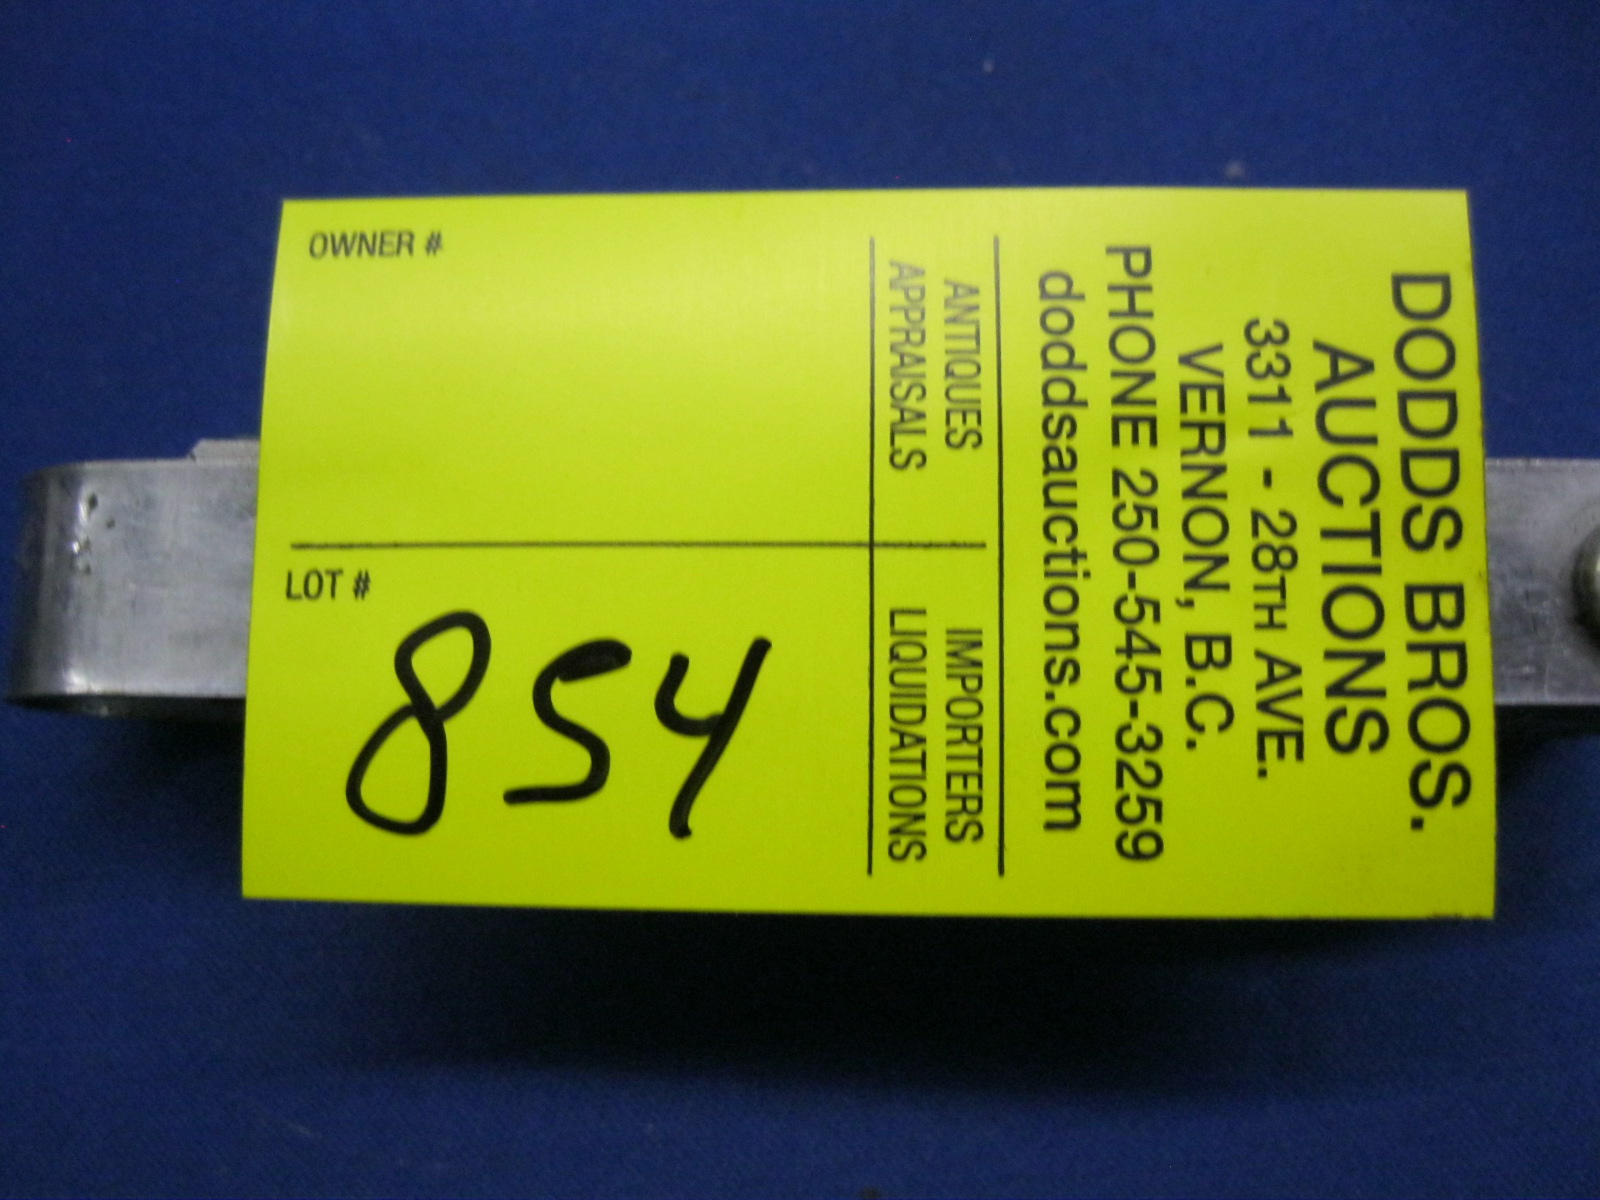 DODDS BROS.
AUCTIONS
3311 - 28TH AVE.
VERNON, B.C.
PHONE 250-545-3259
doddsauctions.com
ANTIQUES IMPORTERS
APPRAISALS LIQUIDATIONS
OWNER #
LOT #
854